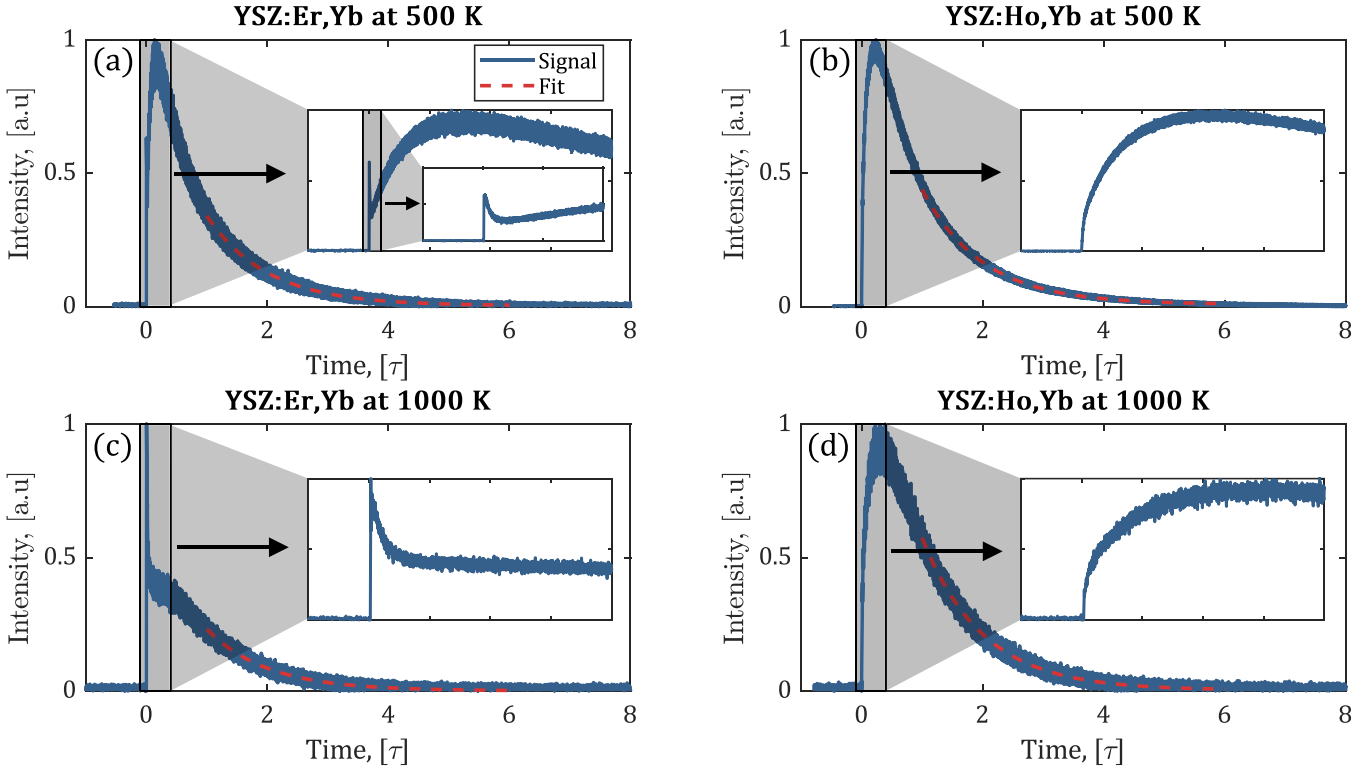 YSZ:Er,Yb at 500 K
(a)
Signal
Fit
1
0.5
0
Intensity, [a.u]
0 2 4 6 8
Time, [τ]
YSZ:Ho,Yb at 500 K
(b)
1
0.5
0
Intensity, [a.u]
0 2 4 6 8
Time, [τ]
YSZ:Er,Yb at 1000 K
(c)
1
0.5
0
Intensity, [a.u]
0 2 4 6 8
Time, [τ]
YSZ:Ho,Yb at 1000 K
(d)
1
0.5
0
Intensity, [a.u]
0 2 4 6 8
Time, [τ]